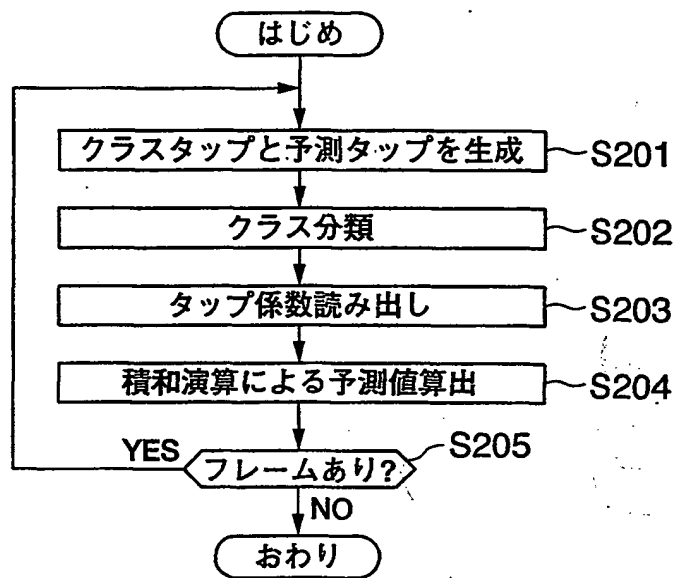 はじめ
クラスタップと予測タップを生成 S201
クラス分類 S202
タップ係数読み出し S203
積和演算による予測値算出 S204
YES フレームあり? S205
NO
おわり